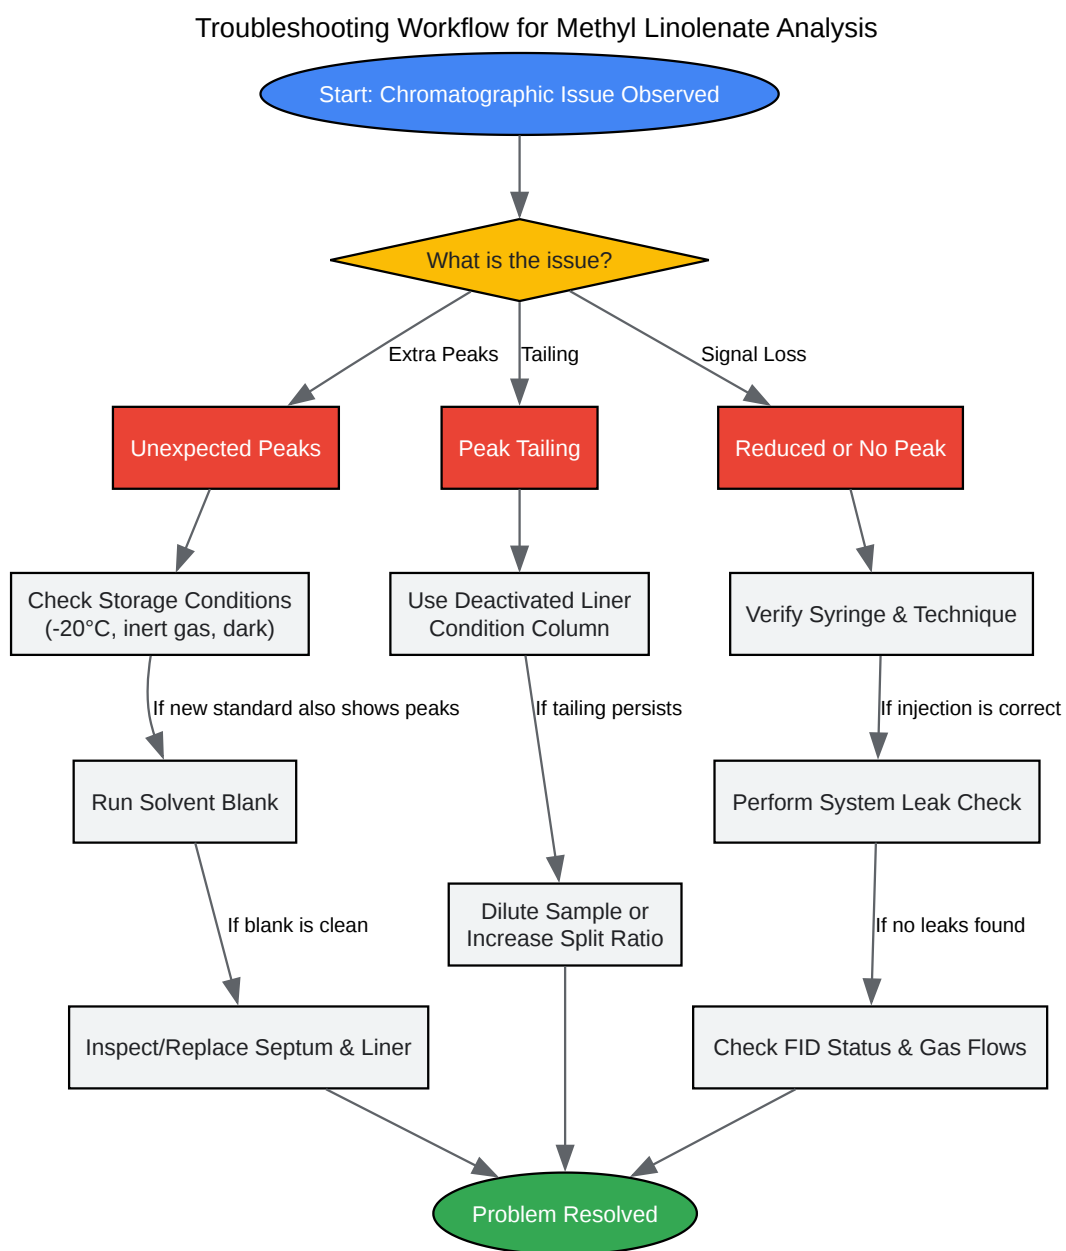 Troubleshooting Workflow for Methyl Linolenate Analysis
Start: Chromatographic Issue Observed
What is the issue?
Extra Peaks
Tailing
Signal Loss
Unexpected Peaks
Peak Tailing
Reduced or No Peak
Check Storage Conditions
(-20°C, inert gas, dark)
Use Deactivated Liner
Condition Column
Verify Syringe & Technique
If new standard also shows peaks
If tailing persists
If injection is correct
Run Solvent Blank
Perform System Leak Check
If blank is clean
Dilute Sample or
Increase Split Ratio
If no leaks found
Inspect/Replace Septum & Liner
Check FID Status & Gas Flows
Problem Resolved